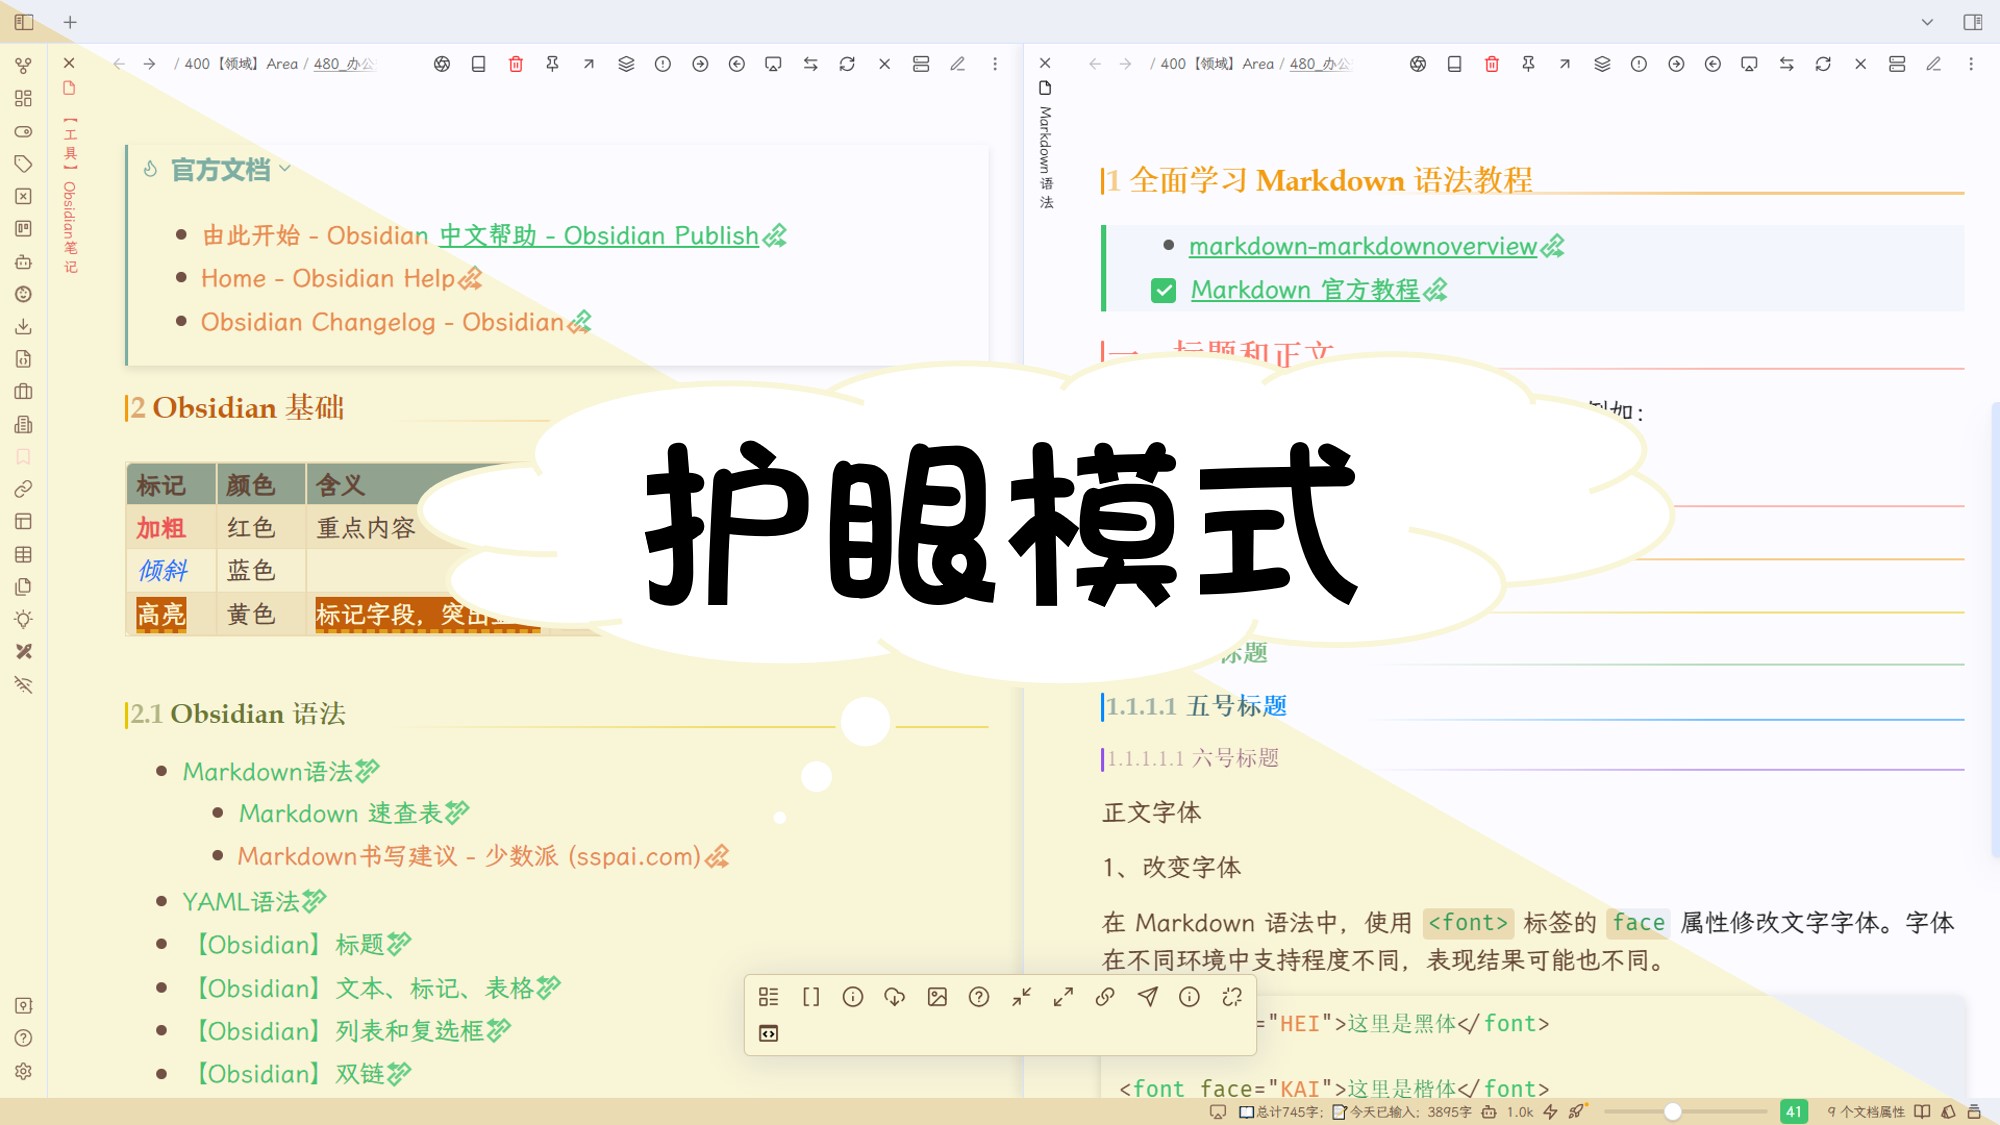 / 400【领域】Area / 480_办公
/ 400【领域】Area / 480_办公
【工具】Obsidian笔记
Markdown语法
官方文档
由此开始 - Obsidian 中文帮助 - Obsidian Publish
Home - Obsidian Help
Obsidian Changelog - Obsidian
2 Obsidian 基础
标记 颜色 含义
加粗 红色 重点内容
倾斜 蓝色
高亮 黄色 标记字段，突出
2.1 Obsidian 语法
Markdown语法
Markdown 速查表
Markdown书写建议 - 少数派 (sspai.com)
YAML语法
【Obsidian】标题
【Obsidian】文本、标记、表格
【Obsidian】列表和复选框
【Obsidian】双链
护眼模式
1 全面学习 Markdown 语法教程
markdown-markdownoverview
Markdown 官方教程
一、标题和正文
例如：
标题
1.1.1.1 五号标题
1.1.1.1.1 六号标题
正文字体
1、改变字体
在 Markdown 语法中，使用 <font> 标签的 face 属性修改文字字体。字体
在不同环境中支持程度不同，表现结果可能也不同。
="HEI">这里是黑体</font>
<font face="KAI">这里是楷体</font>
总计745字；今天已输入：3895字 1.0k 41 9 个文档属性